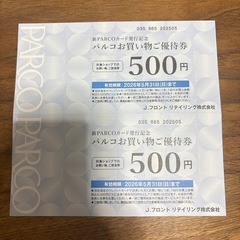 035 865 202505
新PARCOカード発行記念
パルコお買い物ご優待券
500円
有効期限:2026年5月31日(日)まで
J.フロント リテイリング株式会社
035 865 202505
新PARCOカード発行記念
パルコお買い物ご優待券
500円
有効期限:2026年5月31日(日)まで
J.フロント リテイリング株式会社
PARCO
PARCO